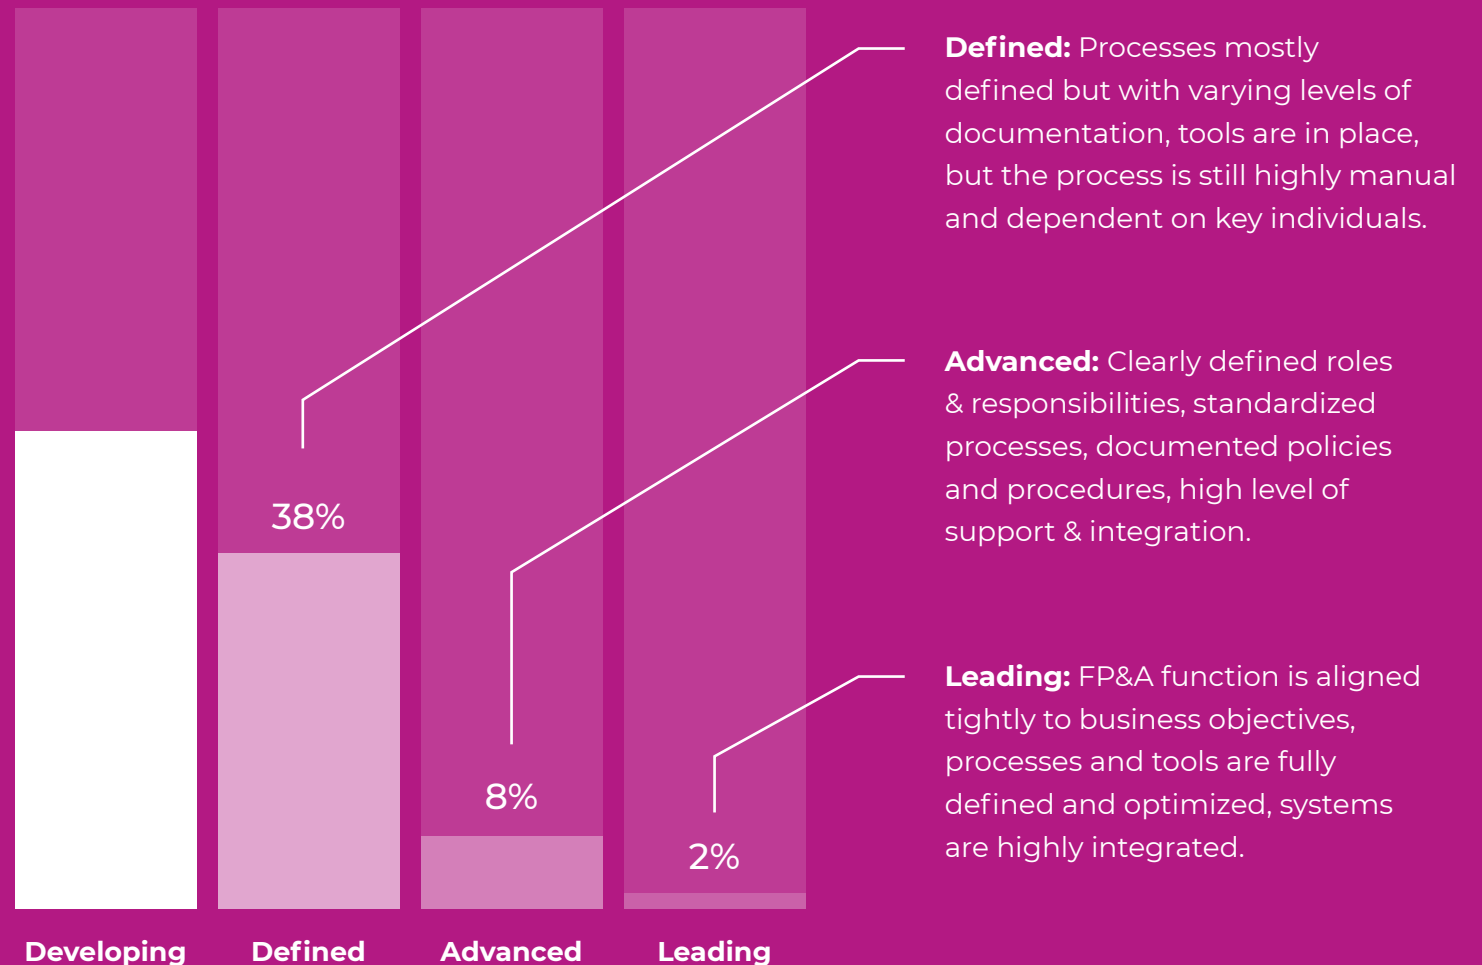 Defined: Processes mostly
defined but with varying levels of
documentation, tools are in place,
but the process is still highly manual
and dependent on key individuals.
Advanced: Clearly defined roles
& responsibilities, standardized
processes, documented policies
and procedures, high level of
support & integration.
Leading: FP&A function is aligned
tightly to business objectives,
processes and tools are fully
defined and optimized, systems
are highly integrated.
38%
8%
2%
Developing
Defined
Advanced
Leading